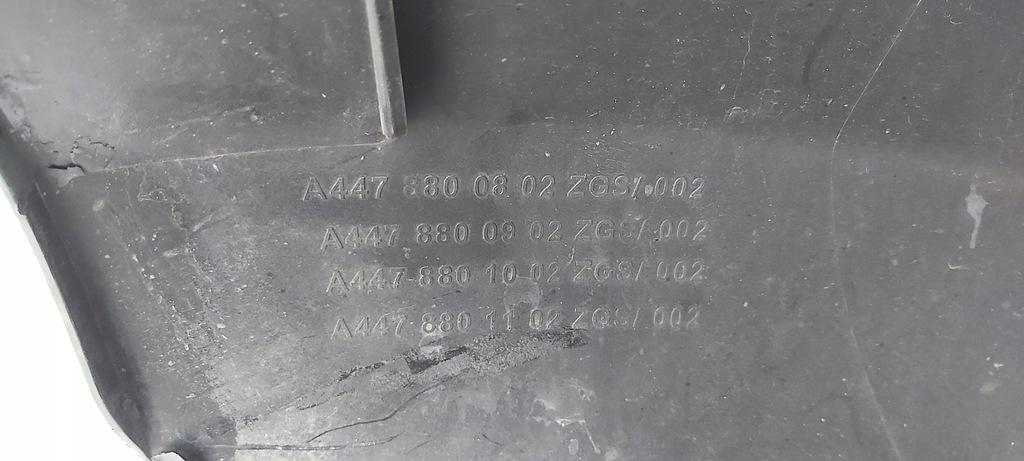 A447 880 08 02 ZGS/.002
A447 880 09 02 ZGS/.002
A447 880 10 02 ZGS/ 002
A447 880 11 02 ZGS/ 002